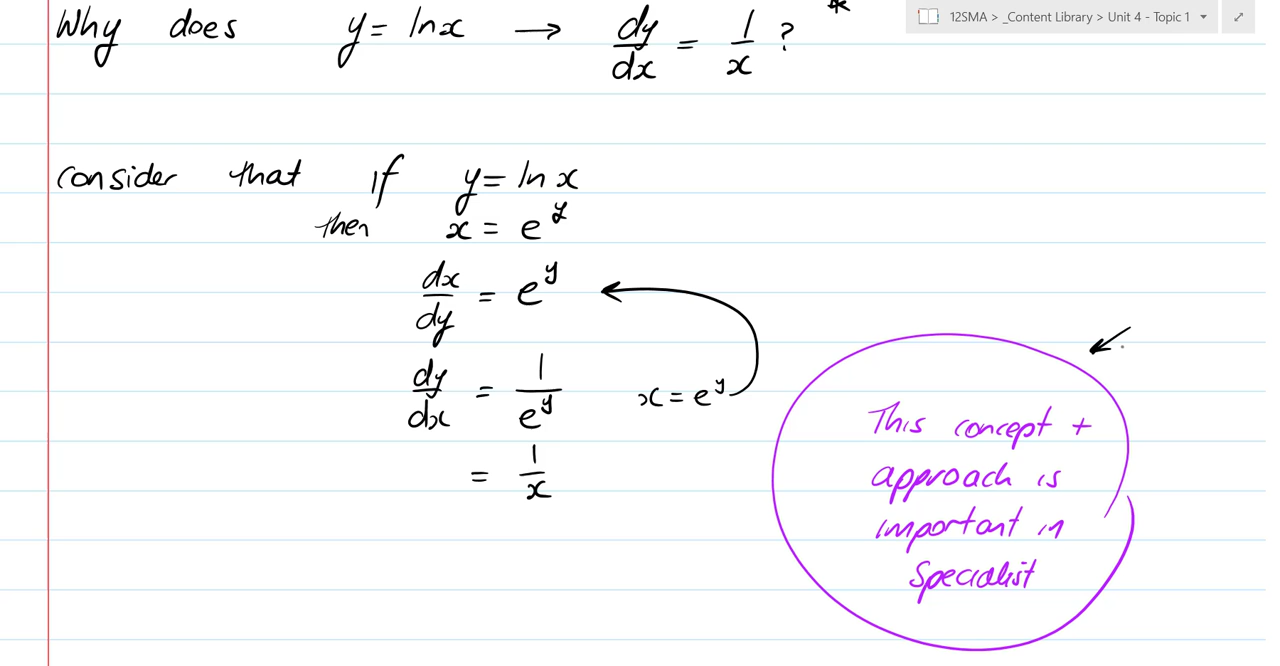 12SMA > _Content Library > Unit 4 - Topic 1
Why does y = ln x → dy/dx = 1/x ?
consider that if y = ln x
then x = e^y
dx/dy = e^y
dy/dx = 1/e^y x = e^y
= 1/x
This concept +
approach is
important in
Specialist